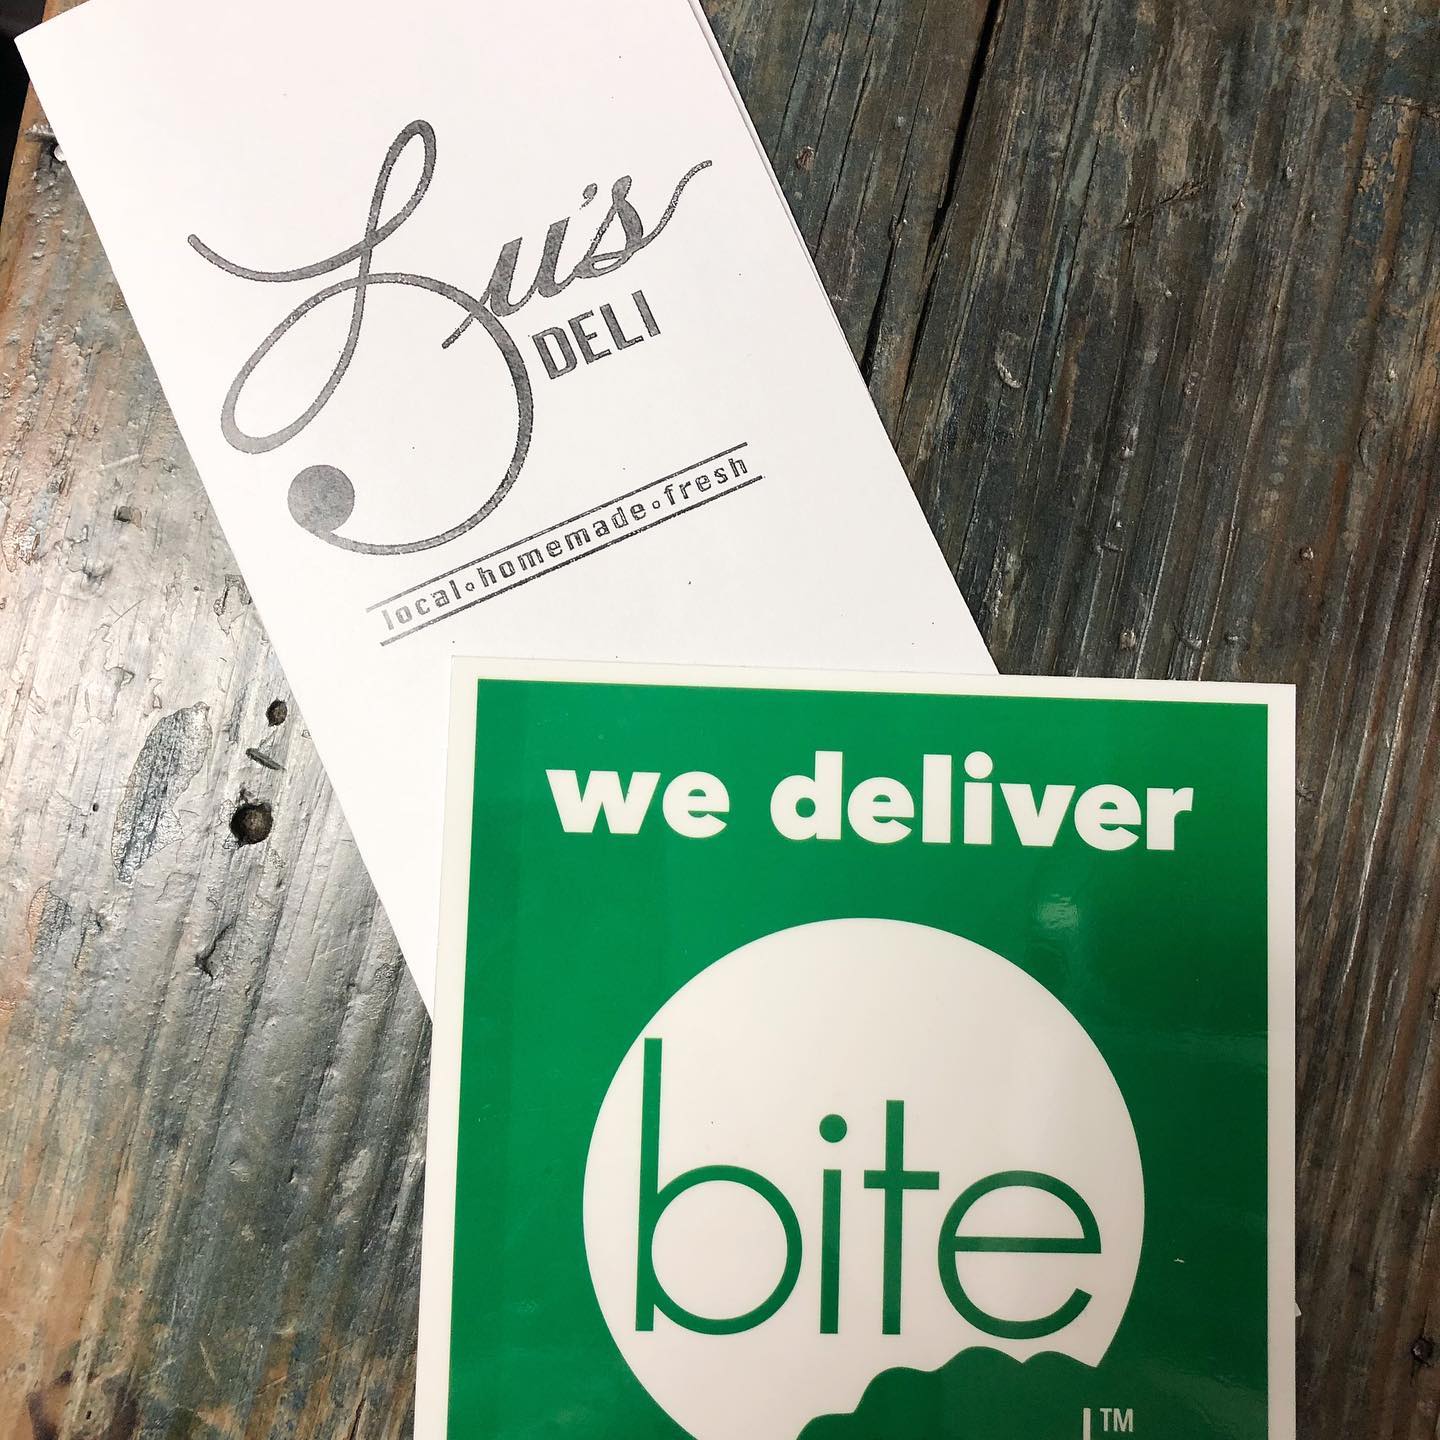 Lu's
DELI
local•homemade•fresh
we deliver
bite
TM